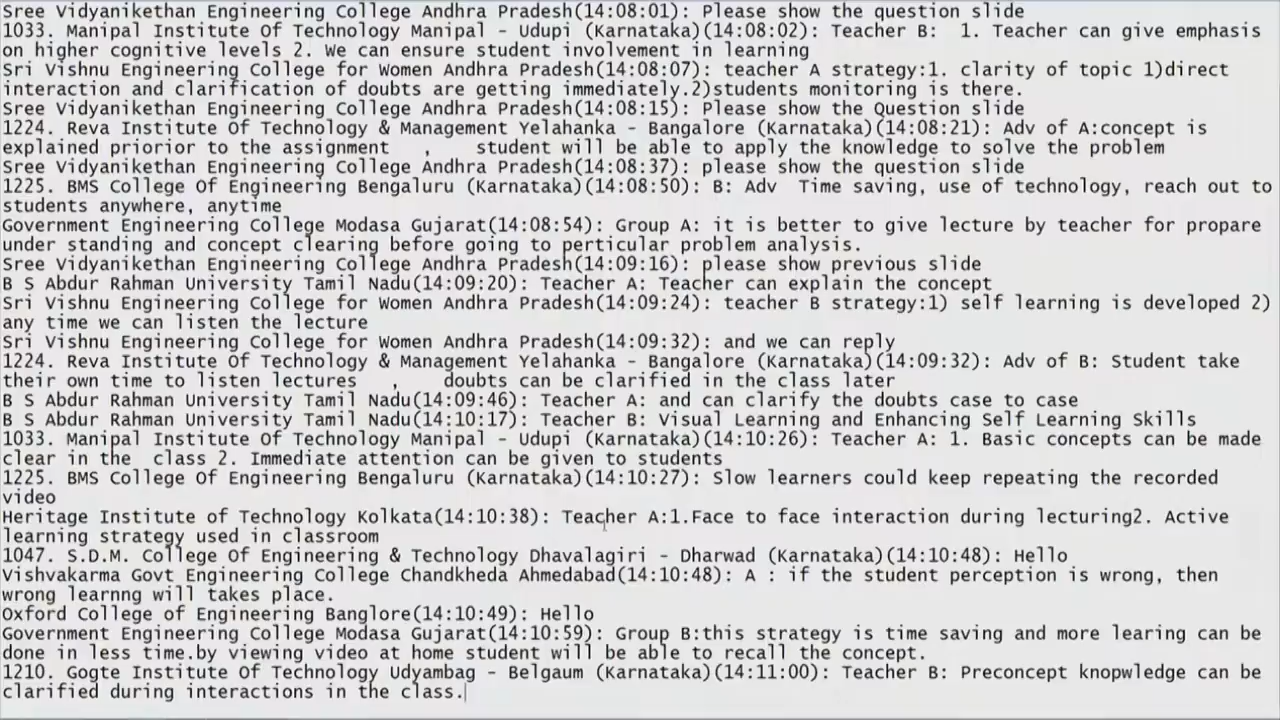 Sree Vidyanikethan Engineering College Andhra Pradesh(14:08:01): Please show the question slide
1033. Manipal Institute Of Technology Manipal - Udupi (Karnataka)(14:08:02): Teacher B:  1. Teacher can give emphasis
on higher cognitive levels 2. We can ensure student involvement in learning
Sri Vishnu Engineering College for Women Andhra Pradesh(14:08:07): teacher A strategy:1. clarity of topic 1)direct
interaction and clarification of doubts are getting immediately.2)students monitoring is there.
Sree Vidyanikethan Engineering College Andhra Pradesh(14:08:15): Please show the Question slide
1224. Reva Institute Of Technology & Management Yelahanka - Bangalore (Karnataka)(14:08:21): Adv of A:concept is
explained priorior to the assignment   ,    student will be able to apply the knowledge to solve the problem
Sree Vidyanikethan Engineering College Andhra Pradesh(14:08:37): please show the question slide
1225. BMS College Of Engineering Bengaluru (Karnataka)(14:08:50): B: Adv  Time saving, use of technology, reach out to
students anywhere, anytime
Government Engineering College Modasa Gujarat(14:08:54): Group A: it is better to give lecture by teacher for propare
under standing and concept clearing before going to perticular problem analysis.
Sree Vidyanikethan Engineering College Andhra Pradesh(14:09:16): please show previous slide
B S Abdur Rahman University Tamil Nadu(14:09:20): Teacher A: Teacher can explain the concept
Sri Vishnu Engineering College for Women Andhra Pradesh(14:09:24): teacher B strategy:1) self learning is developed 2)
any time we can listen the lecture
Sri Vishnu Engineering College for Women Andhra Pradesh(14:09:32): and we can reply
1224. Reva Institute Of Technology & Management Yelahanka - Bangalore (Karnataka)(14:09:32): Adv of B: Student take
their own time to listen lectures   ,    doubts can be clarified in the class later
B S Abdur Rahman University Tamil Nadu(14:09:46): Teacher A: and can clarify the doubts case to case
B S Abdur Rahman University Tamil Nadu(14:10:17): Teacher B: Visual Learning and Enhancing Self Learning Skills
1033. Manipal Institute Of Technology Manipal - Udupi (Karnataka)(14:10:26): Teacher A: 1. Basic concepts can be made
clear in the  class 2. Immediate attention can be given to students
1225. BMS College Of Engineering Bengaluru (Karnataka)(14:10:27): Slow learners could keep repeating the recorded
video
Heritage Institute of Technology Kolkata(14:10:38): Teacher A:1.Face to face interaction during lecturing2. Active
learning strategy used in classroom
1047. S.D.M. College Of Engineering & Technology Dhavalagiri - Dharwad (Karnataka)(14:10:48): Hello
Vishvakarma Govt Engineering College Chandkheda Ahmedabad(14:10:48): A : if the student perception is wrong, then
wrong learnng will takes place.
Oxford College of Engineering Banglore(14:10:49): Hello
Government Engineering College Modasa Gujarat(14:10:59): Group B:this strategy is time saving and more learing can be
done in less time.by viewing video at home student will be able to recall the concept.
1210. Gogte Institute Of Technology Udyambag - Belgaum (Karnataka)(14:11:00): Teacher B: Preconcept knopwledge can be
clarified during interactions in the class.